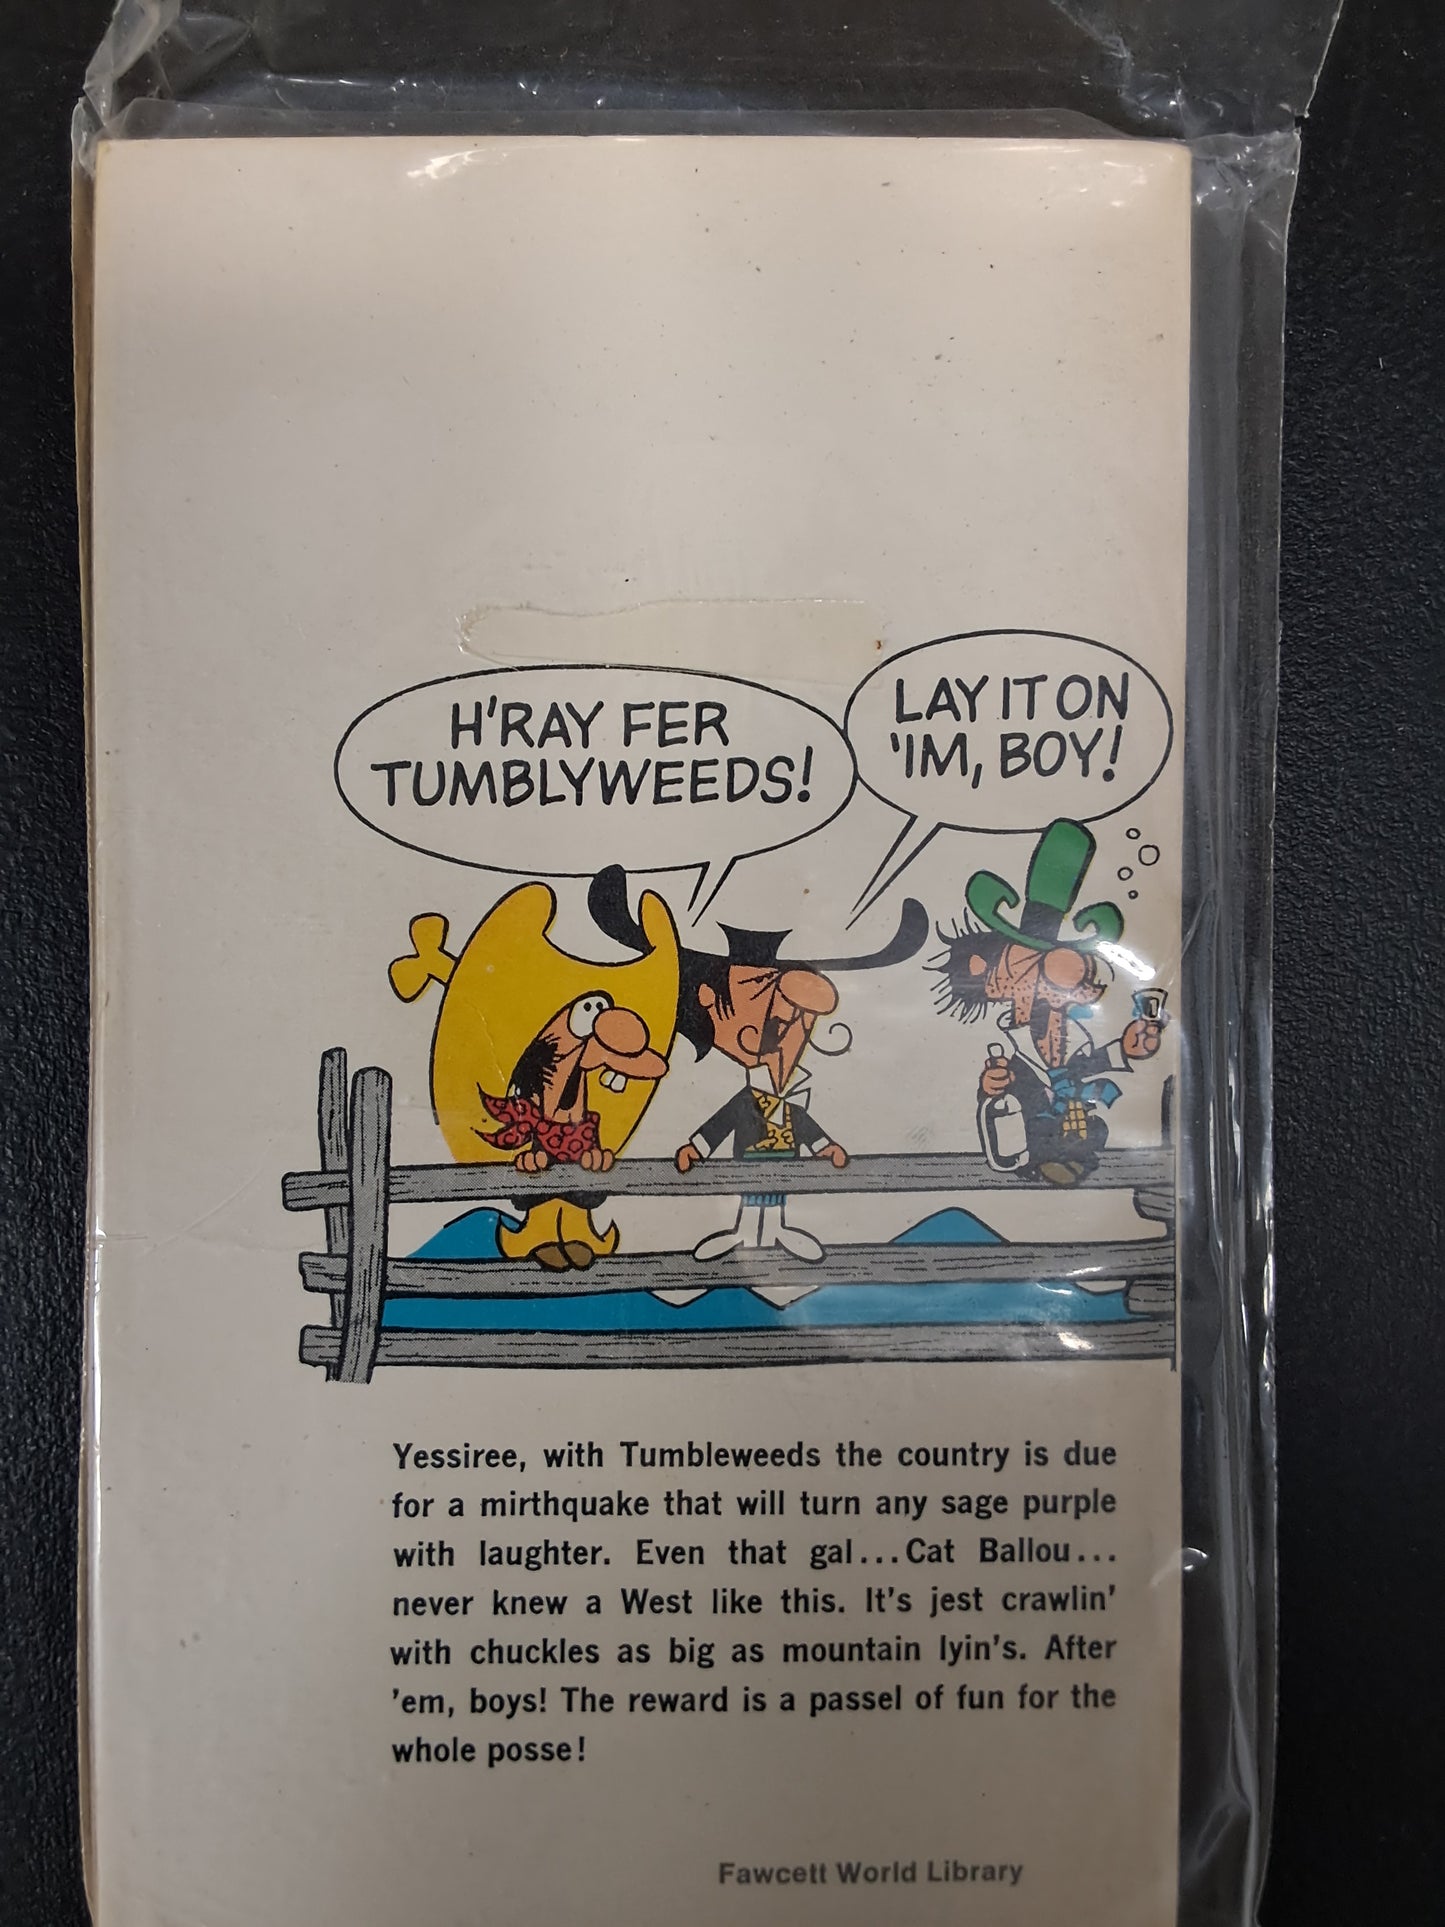 H'RAY FER
TUMBLYWEEDS!
LAY IT ON
'IM, BOY!
Yessiree, with Tumbleweeds the country is due
for a mirthquake that will turn any sage purple
with laughter. Even that gal...Cat Ballou...
never knew a West like this. It's jest crawlin'
with chuckles as big as mountain lyin's. After
'em, boys! The reward is a passel of fun for the
whole posse!
Fawcett World Library